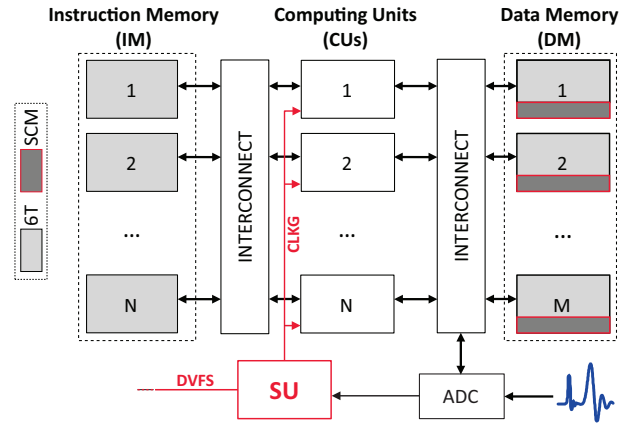 Instruction Memory
(IM)
Computing Units
(CUs)
Data Memory
(DM)
1
1
1
2
2
2
...
...
...
N
N
M
INTERCONNECT
INTERCONNECT
SCM
6T
CLKG
DVFS
SU
ADC